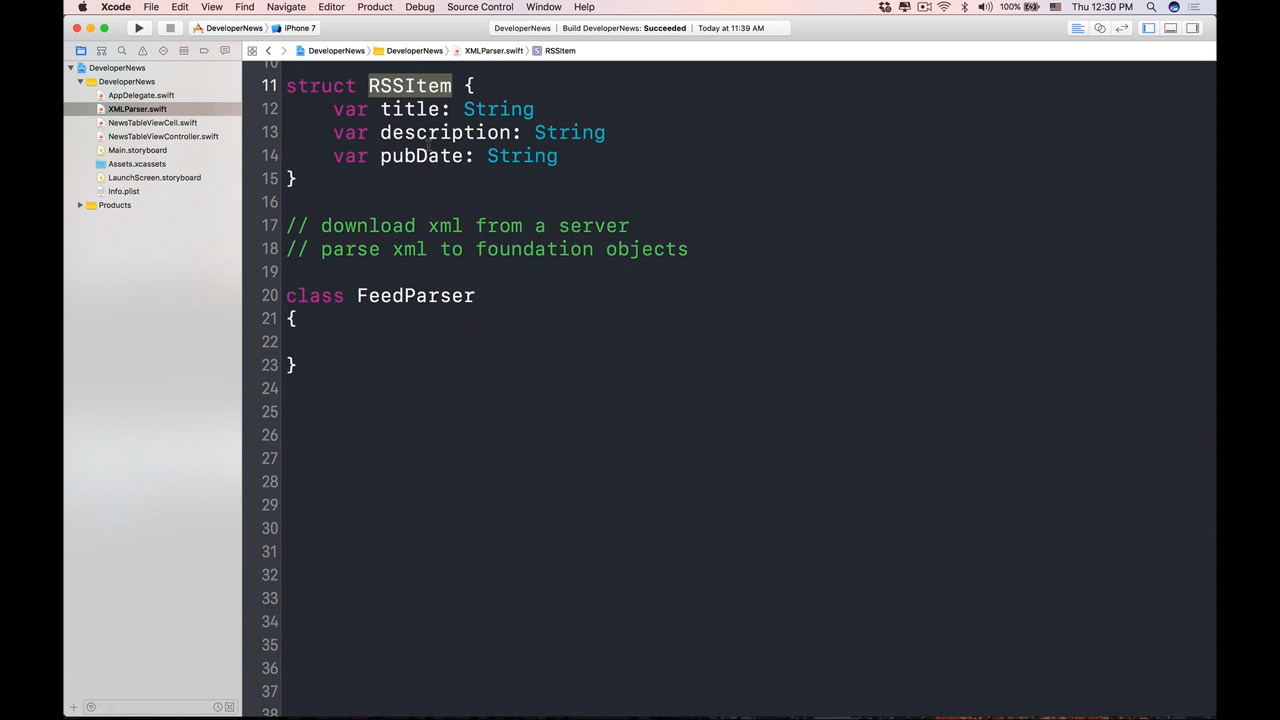 Xcode File Edit View Find Navigate Editor Product Debug Source Control Window Help 100% Thu 12:30 PM
DeveloperNews iPhone 7 DeveloperNews Build DeveloperNews: Succeeded Today at 11:39 AM
DeveloperNews DeveloperNews XMLParser.swift RSSItem
DeveloperNews
DeveloperNews
AppDelegate.swift
XMLParser.swift
NewsTableViewCell.swift
NewsTableViewController.swift
Main.storyboard
Assets.xcassets
LaunchScreen.storyboard
Info.plist
Products
Filter
10
11 struct RSSItem {
12 var title: String
13 var description: String
14 var pubDate: String
15 }
16
17 // download xml from a server
18 // parse xml to foundation objects
19
20 class FeedParser
21 {
22
23 }
24
25
26
27
28
29
30
31
32
33
34
35
36
37
38